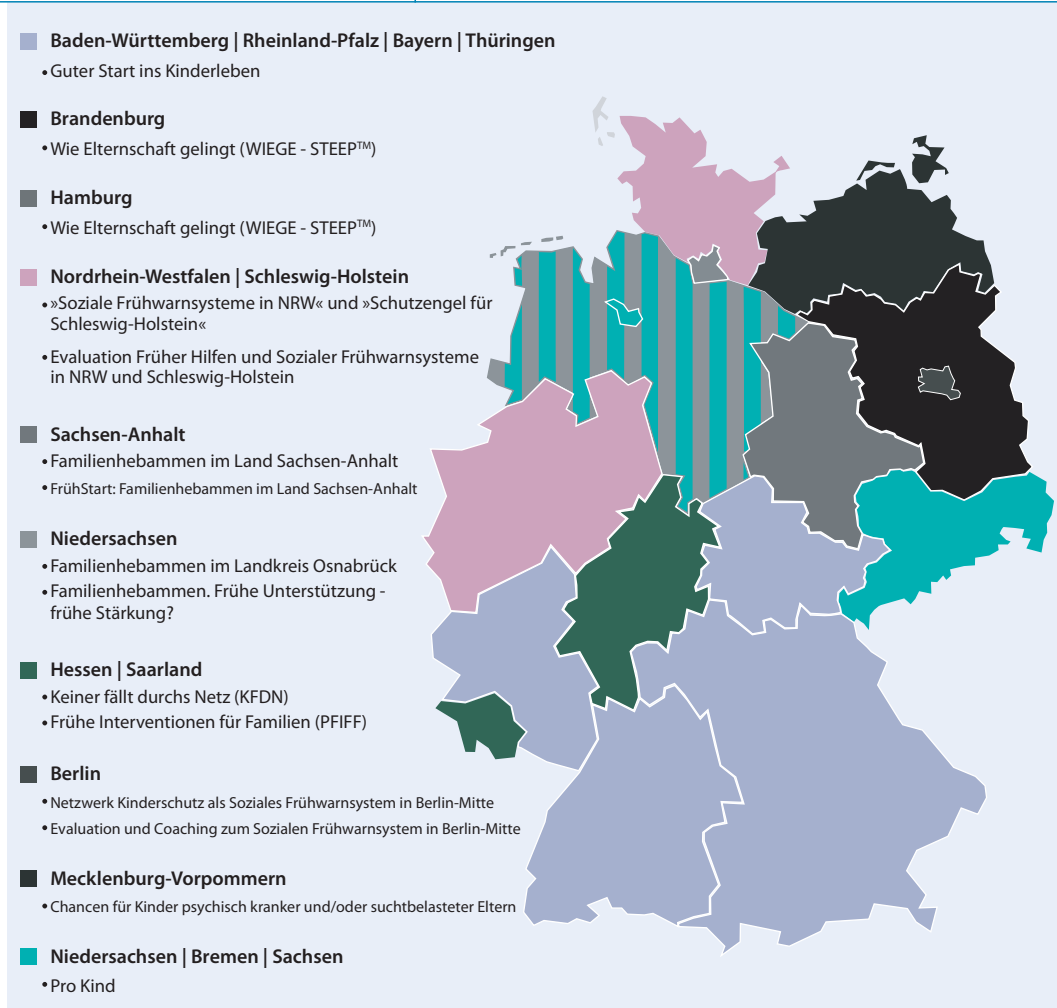 Baden-Württemberg | Rheinland-Pfalz | Bayern | Thüringen
• Guter Start ins Kinderleben
Brandenburg
• Wie Elternschaft gelingt (WIEGE - STEEP™)
Hamburg
• Wie Elternschaft gelingt (WIEGE - STEEP™)
Nordrhein-Westfalen | Schleswig-Holstein
• »Soziale Frühwarnsysteme in NRW« und »Schutzengel für
Schleswig-Holstein«
• Evaluation Früher Hilfen und Sozialer Frühwarnsysteme
in NRW und Schleswig-Holstein
Sachsen-Anhalt
• Familienhebammen im Land Sachsen-Anhalt
• FrühStart: Familienhebammen im Land Sachsen-Anhalt
Niedersachsen
• Familienhebammen im Landkreis Osnabrück
• Familienhebammen. Frühe Unterstützung -
frühe Stärkung?
Hessen | Saarland
• Keiner fällt durchs Netz (KFDN)
• Frühe Interventionen für Familien (PFIFF)
Berlin
• Netzwerk Kinderschutz als Soziales Frühwarnsystem in Berlin-Mitte
• Evaluation und Coaching zum Sozialen Frühwarnsystem in Berlin-Mitte
Mecklenburg-Vorpommern
• Chancen für Kinder psychisch kranker und/oder suchtbelasteter Eltern
Niedersachsen | Bremen | Sachsen
• Pro Kind